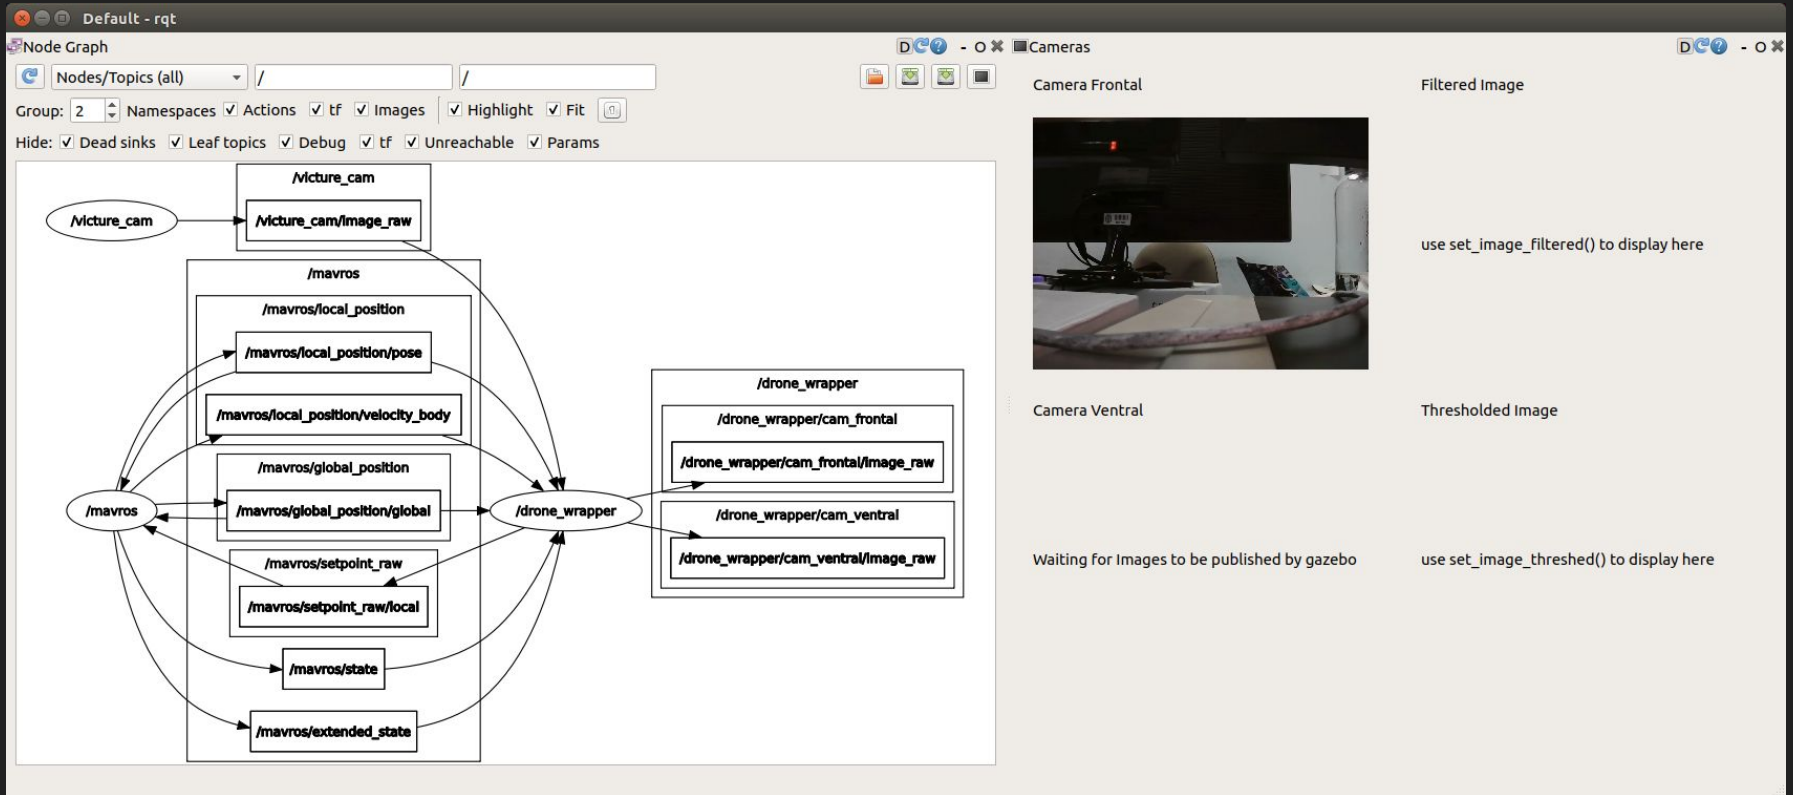 Default - rqt
Node Graph
D
- O
Nodes/Topics (all)
/
/
Group: 2 Namespaces Actions tf Images Highlight Fit
Hide: Dead sinks Leaf topics Debug tf Unreachable Params
/victure_cam
/victure_cam
/victure_cam/image_raw
/mavros
/mavros/local_position
/mavros/local_position/pose
/mavros/local_position/velocity_body
/mavros/global_position
/mavros
/mavros/global_position/global
/mavros/setpoint_raw
/mavros/setpoint_raw/local
/mavros/state
/mavros/extended_state
/drone_wrapper
/drone_wrapper
/drone_wrapper/cam_frontal
/drone_wrapper/cam_frontal/image_raw
/drone_wrapper/cam_ventral
/drone_wrapper/cam_ventral/image_raw
Cameras
D
- O
Camera Frontal
Filtered Image
use set_image_filtered() to display here
Camera Ventral
Thresholded Image
Waiting for Images to be published by gazebo
use set_image_threshed() to display here